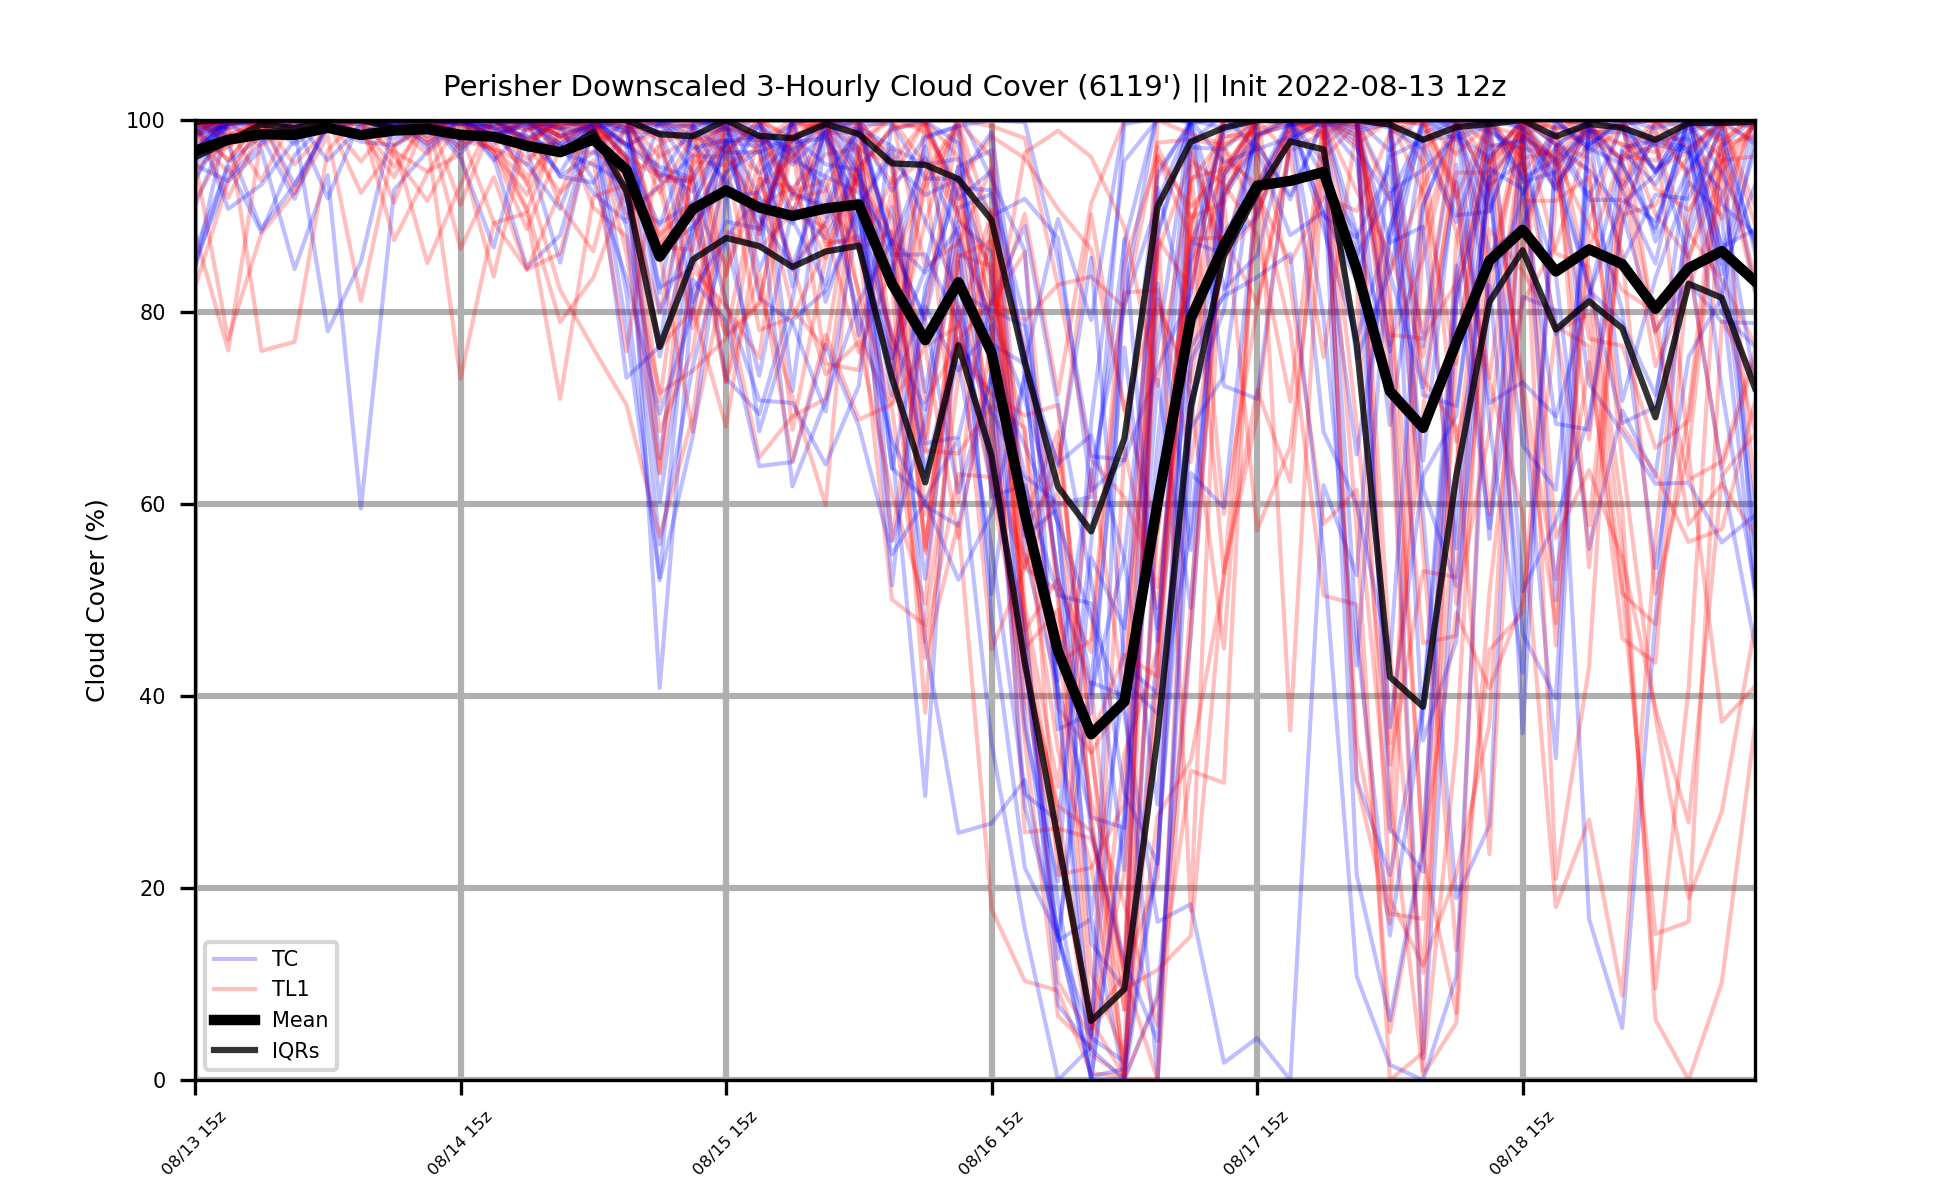 Perisher Downscaled 3-Hourly Cloud Cover (6119') || Init 2022-08-13 12z
Cloud Cover (%)
100
80
60
40
20
0
TC
TL1
Mean
IQRs
08/13 15z
08/14 15z
08/15 15z
08/16 15z
08/17 15z
08/18 15z